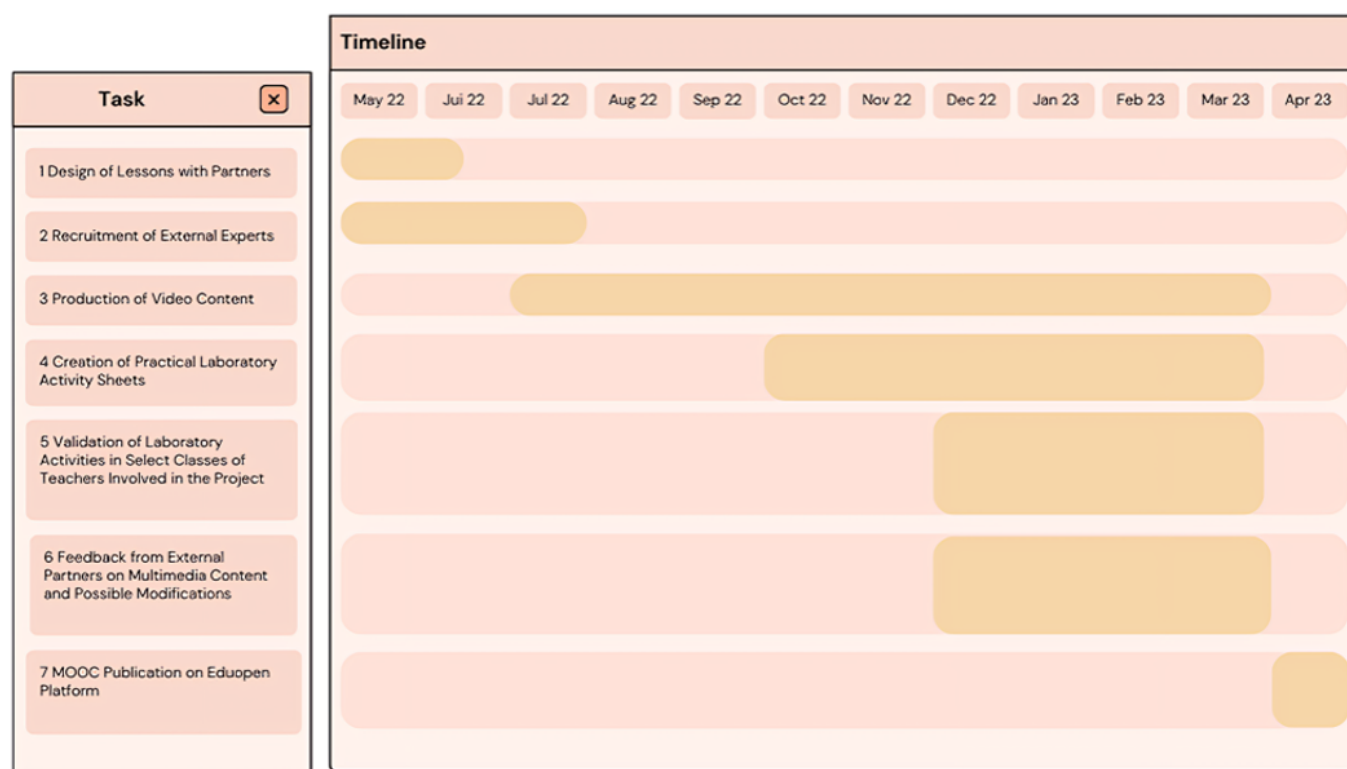 Timeline
Task
×
May 22
Jui 22
Jul 22
Aug 22
Sep 22
Oct 22
Nov 22
Dec 22
Jan 23
Feb 23
Mar 23
Apr 23
1 Design of Lessons with Partners
2 Recruitment of External Experts
3 Production of Video Content
4 Creation of Practical Laboratory
Activity Sheets
5 Validation of Laboratory
Activities in Select Classes of
Teachers Involved in the Project
6 Feedback from External
Partners on Multimedia Content
and Possible Modifications
7 MOOC Publication on Eduopen
Platform